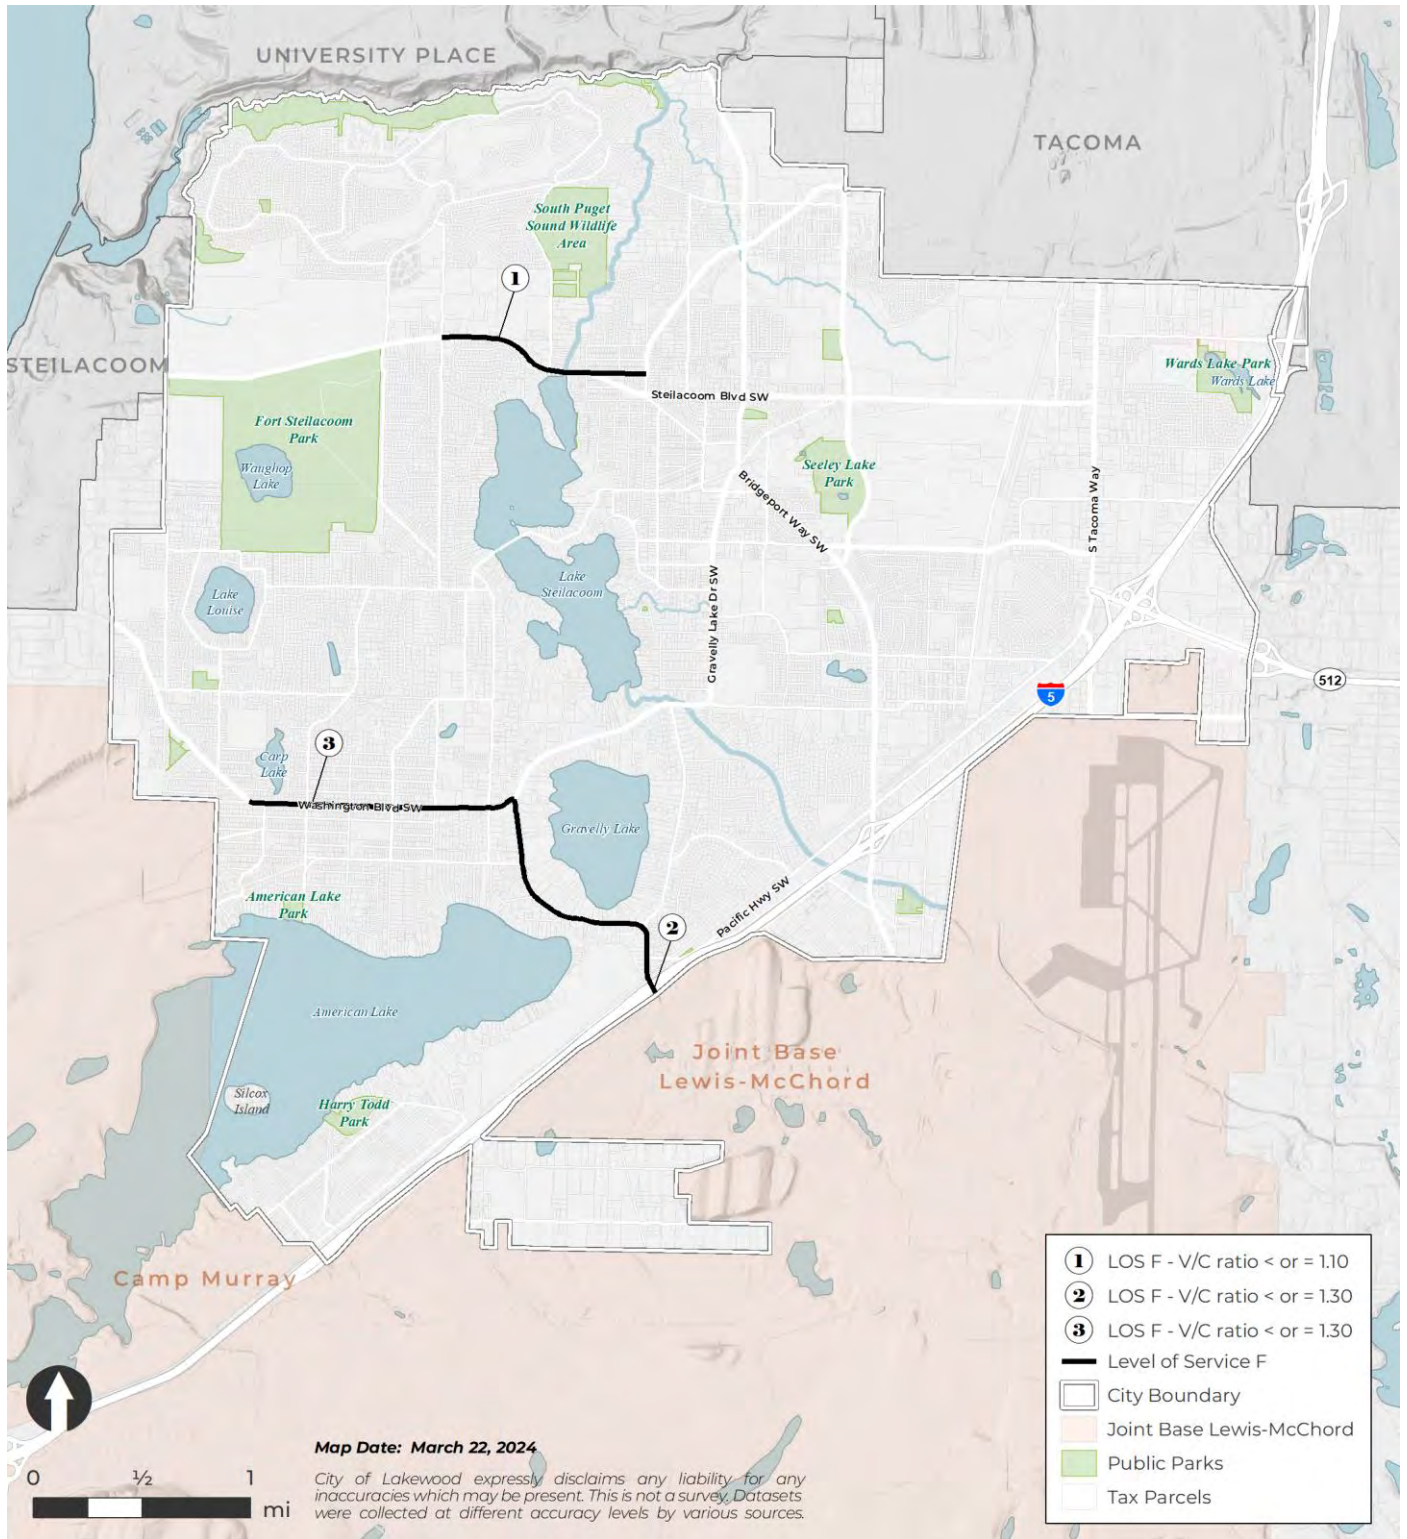 UNIVERSITY PLACE
TACOMA
South Puget
Sound Wildlife
Area
1
STEILACOOM
Wards Lake Park
Wards Lake
Steilacoom Blvd SW
Fort Steilacoom
Park
Waughop
Lake
Seeley Lake
Park
Bridgeport Way SW
S Tacoma Way
Lake
Steilacoom
Lake
Louise
Gravelly Lake Dr SW
512
5
3
Carp
Lake
Washington Blvd SW
Gravelly Lake
American Lake
Park
Pacific Hwy SW
2
American Lake
Joint Base
Lewis-McChord
Silcox
Island
Harry Todd
Park
Camp Murray
1 LOS F - V/C ratio < or = 1.10
2 LOS F - V/C ratio < or = 1.30
3 LOS F - V/C ratio < or = 1.30
Level of Service F
City Boundary
Joint Base Lewis-McChord
Public Parks
Tax Parcels
Map Date: March 22, 2024
0 ½ 1
mi
City of Lakewood expressly disclaims any liability for any
inaccuracies which may be present. This is not a survey. Datasets
were collected at different accuracy levels by various sources.